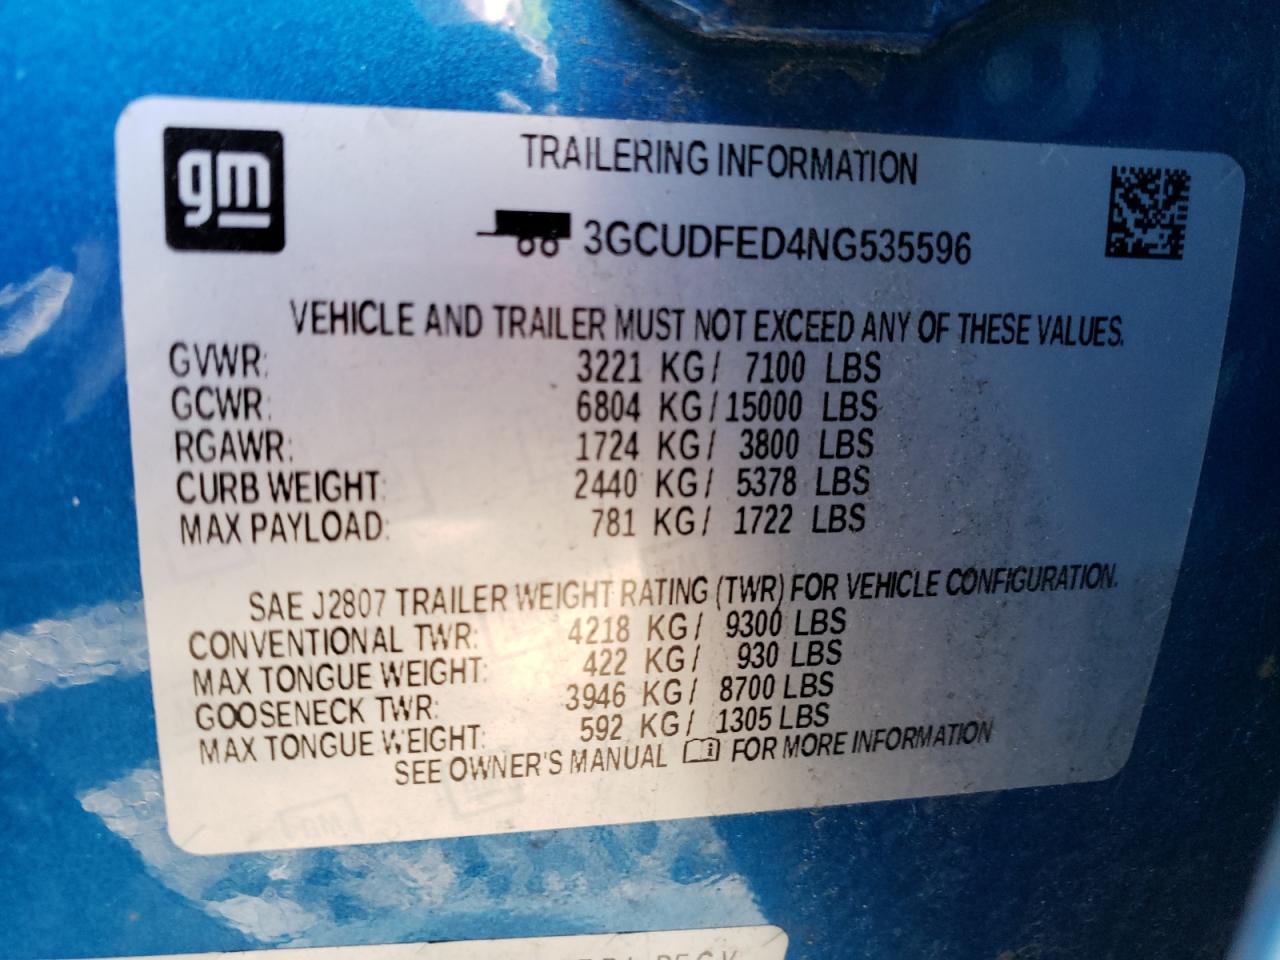 gm
TRAILERING INFORMATION
3GCUDFED4NG535596
VEHICLE AND TRAILER MUST NOT EXCEED ANY OF THESE VALUES.
GVWR: 3221 KG/ 7100 LBS
GCWR: 6804 KG/15000 LBS
RGAWR: 1724 KG/ 3800 LBS
CURB WEIGHT: 2440 KG/ 5378 LBS
MAX PAYLOAD: 781 KG/ 1722 LBS
SAE J2807 TRAILER WEIGHT RATING (TWR) FOR VEHICLE CONFIGURATION.
CONVENTIONAL TWR: 4218 KG/ 9300 LBS
MAX TONGUE WEIGHT: 422 KG/ 930 LBS
GOOSENECK TWR: 3946 KG/ 8700 LBS
MAX TONGUE WEIGHT: 592 KG/ 1305 LBS
SEE OWNER'S MANUAL FOR MORE INFORMATION